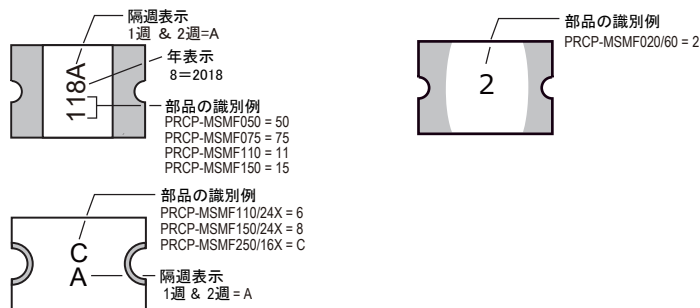 隔週表示
1週 & 2週=A
年表示
8=2018
118A
部品の識別例
PRCP-MSMF050 = 50
PRCP-MSMF075 = 75
PRCP-MSMF110 = 11
PRCP-MSMF150 = 15
部品の識別例
PRCP-MSMF020/60 = 2
2
部品の識別例
PRCP-MSMF110/24X = 6
PRCP-MSMF150/24X = 8
PRCP-MSMF250/16X = C
C
A
隔週表示
1週 & 2週 = A